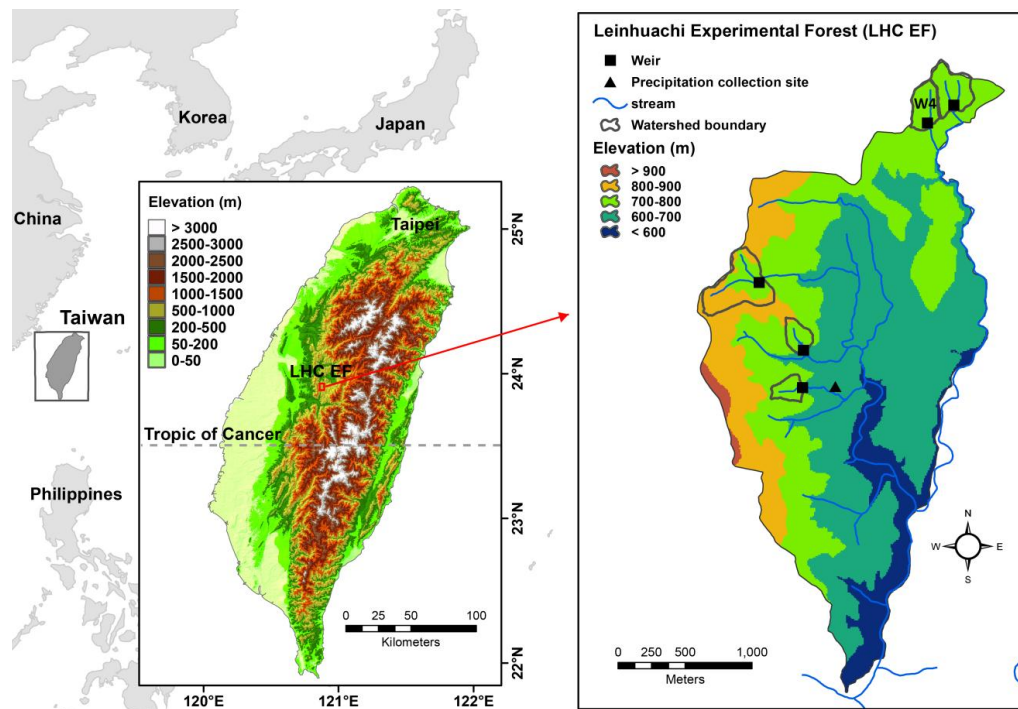 Korea
Japan
China
Taiwan
Philippines
Elevation (m)
> 3000
2500-3000
2000-2500
1500-2000
1000-1500
500-1000
200-500
50-200
0-50
Taipei
LHC EF
Tropic of Cancer
25°N
24°N
23°N
22°N
120°E
121°E
122°E
0 50 100
Kilometers
Leinhuachi Experimental Forest (LHC EF)
Weir
Precipitation collection site
stream
Watershed boundary
Elevation (m)
> 900
800-900
700-800
600-700
< 600
W4
N
W E
S
0 250 500 1,000
Meters